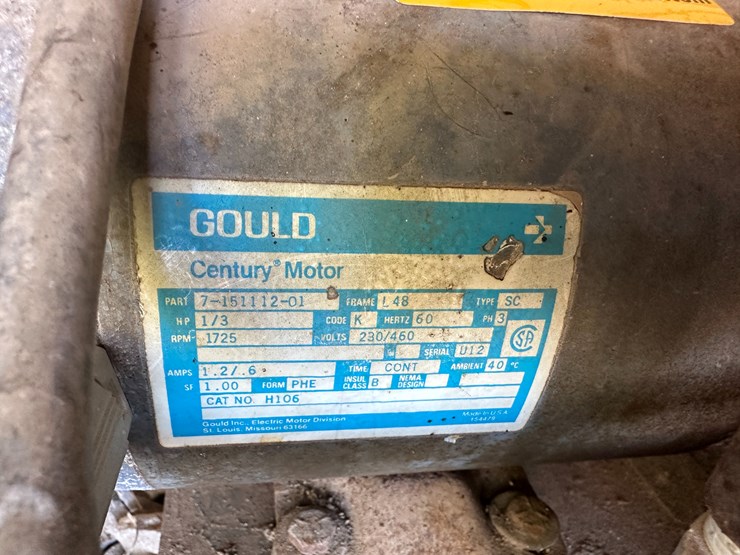 GOULD
Century® Motor
PART 7-151112-01 FRAME L48 TYPE SC
HP 1/3 CODE K HERTZ 60 PH 3
RPM 1725 VOLTS 230/460
SERIAL U12
AMPS 1.2/.6 TIME CONT AMBIENT 40 °C
SF 1.00 FORM PHE INSUL CLASS B NEMA DESIGN
CAT NO. H106
Gould Inc., Electric Motor Division Made in U.S.A.
St. Louis, Missouri 63166